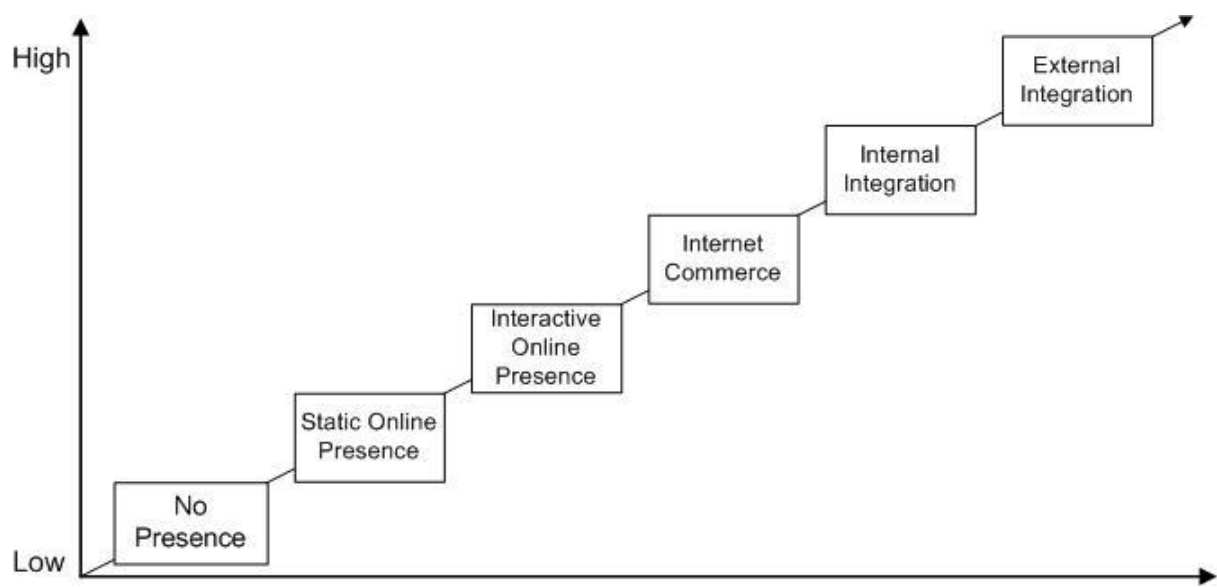 High
External
Integration
Internal
Integration
Internet
Commerce
Interactive
Online
Presence
Static Online
Presence
No
Presence
Low